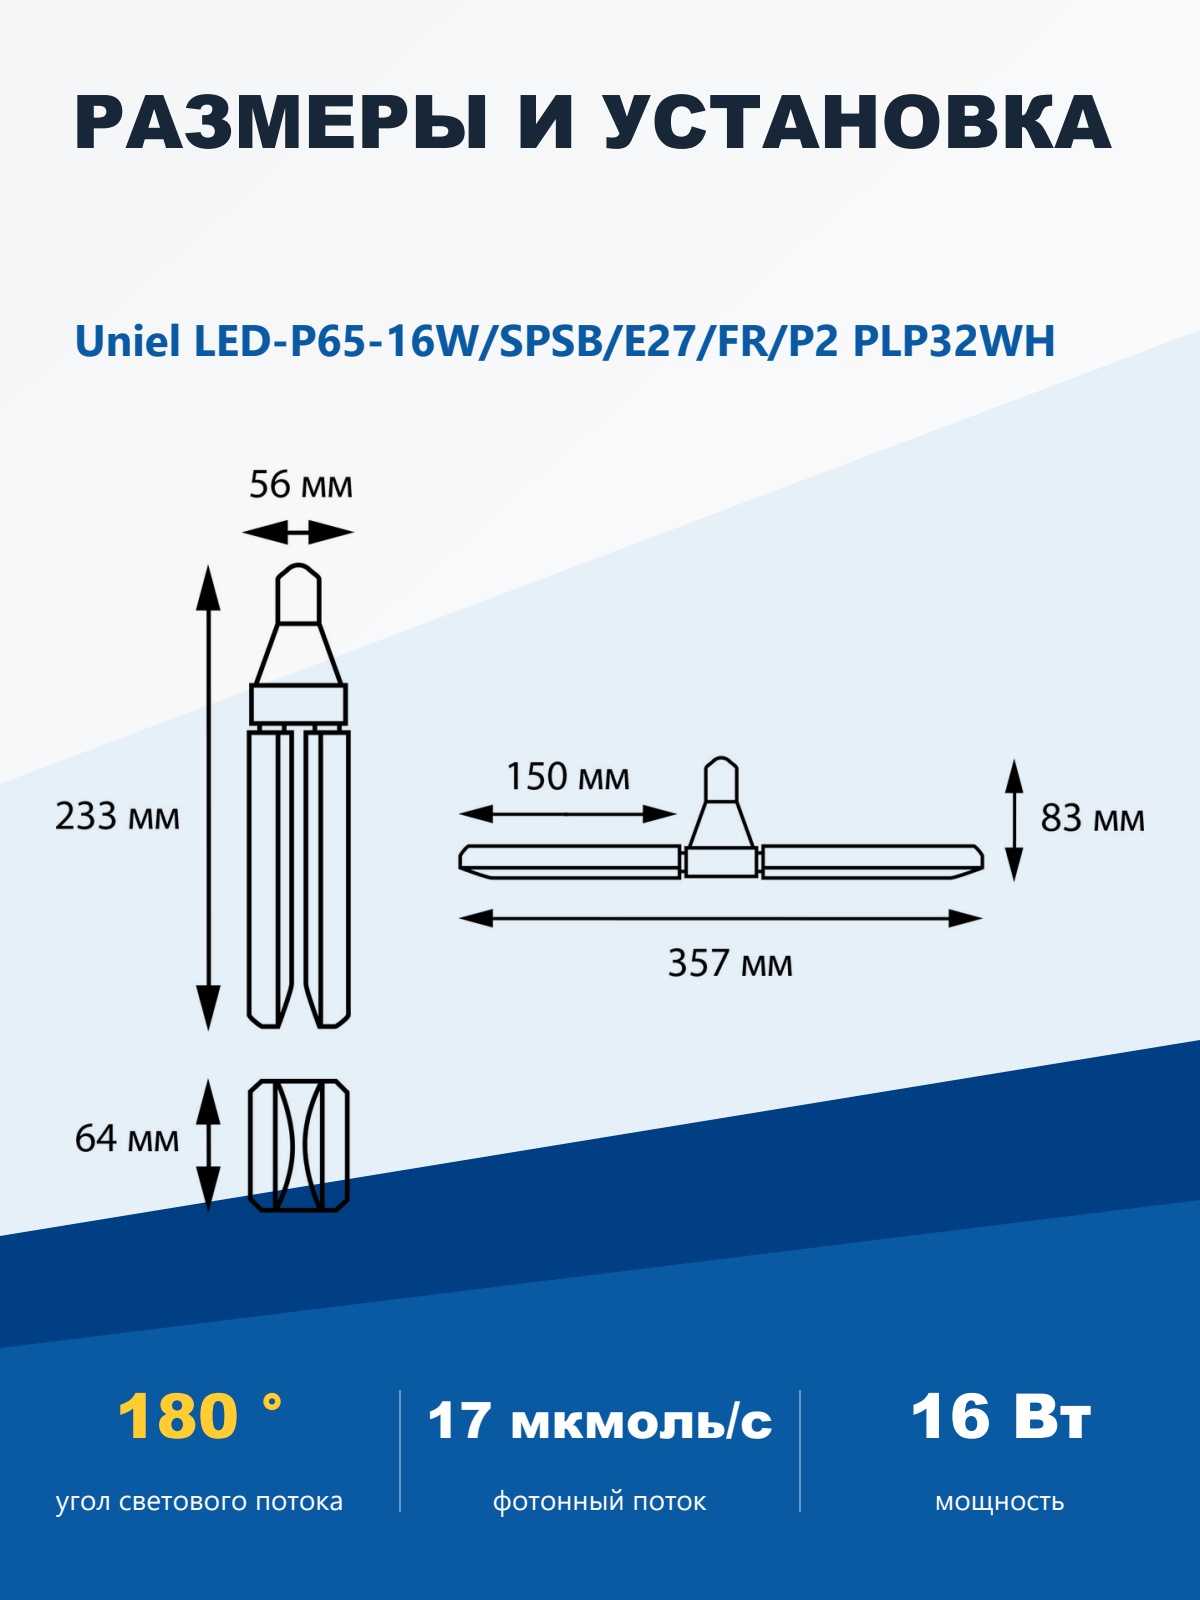 РАЗМЕРЫ И УСТАНОВКА
Uniel LED-P65-16W/SPSB/E27/FR/P2 PLP32WH
56 мм
233 мм
150 мм
83 мм
357 мм
64 мм
180 °
угол светового потока
17 мкмоль/с
фотонный поток
16 Вт
мощность